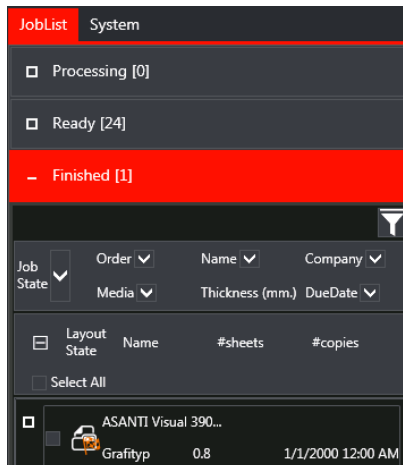 JobList System
Processing [0]
Ready [24]
Finished [1]
Job State
Order Name Company
Media Thickness (mm.) DueDate
Layout State Name #sheets #copies
Select All
ASANTI Visual 390...
Grafityp 0.8 1/1/2000 12:00 AM